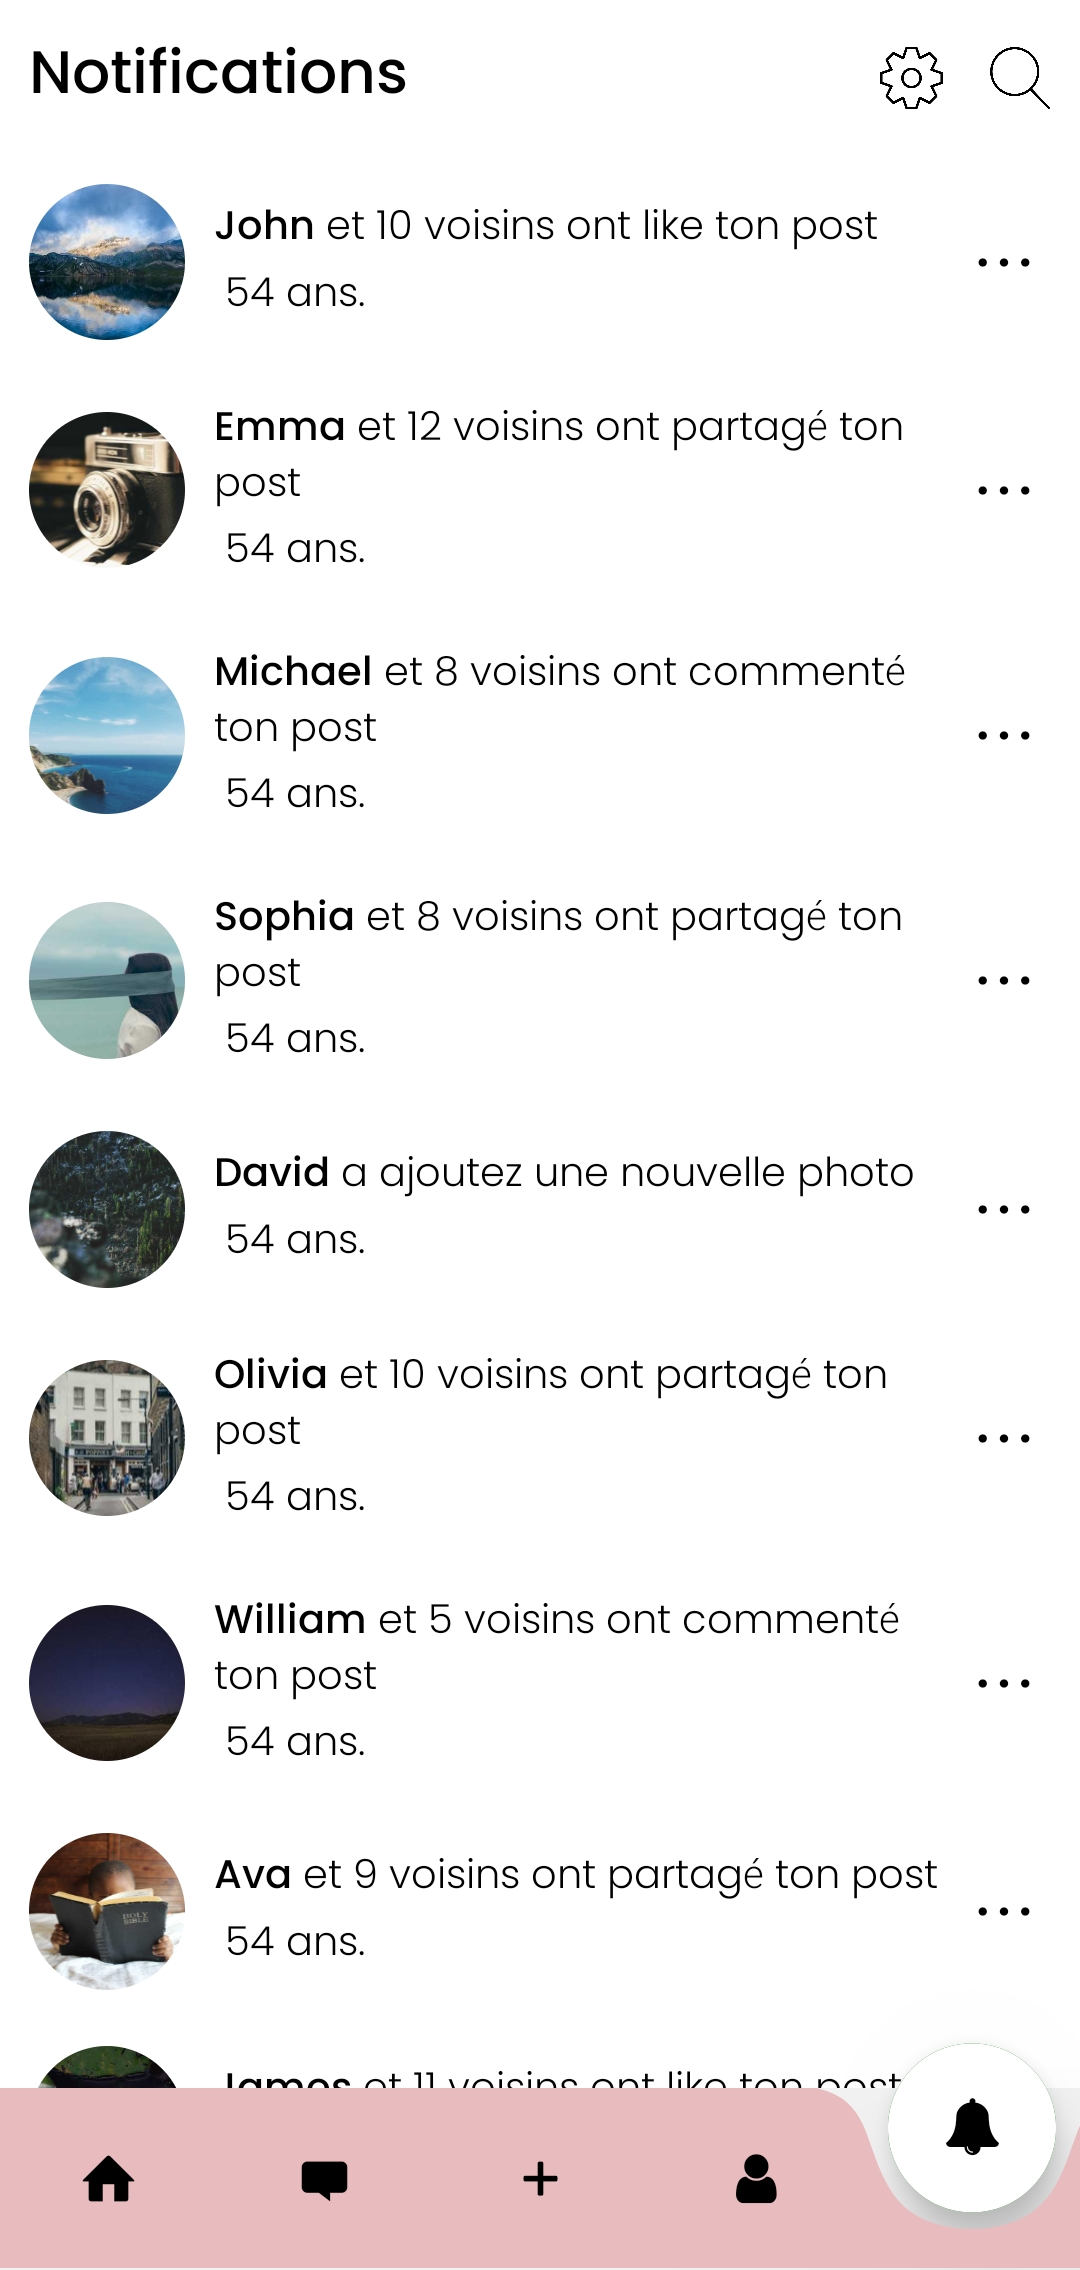 Notifications
John et 10 voisins ont like ton post
54 ans.
Emma et 12 voisins ont partagé ton
post
54 ans.
Michael et 8 voisins ont commenté
ton post
54 ans.
Sophia et 8 voisins ont partagé ton
post
54 ans.
David a ajoutez une nouvelle photo
54 ans.
Olivia et 10 voisins ont partagé ton
post
54 ans.
William et 5 voisins ont commenté
ton post
54 ans.
HOLY
BIBLE
Ava et 9 voisins ont partagé ton post
54 ans.
James et 11 voisins ont like ton post